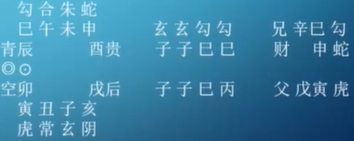 勾合朱蛇
巳午未申 玄玄勾勾 兄辛巳勾
青辰 酉贵 子子巳巳 财 申蛇
◎⊙
空卯 戌后 子子巳丙 父戊寅虎
寅丑子亥
虎常玄阴